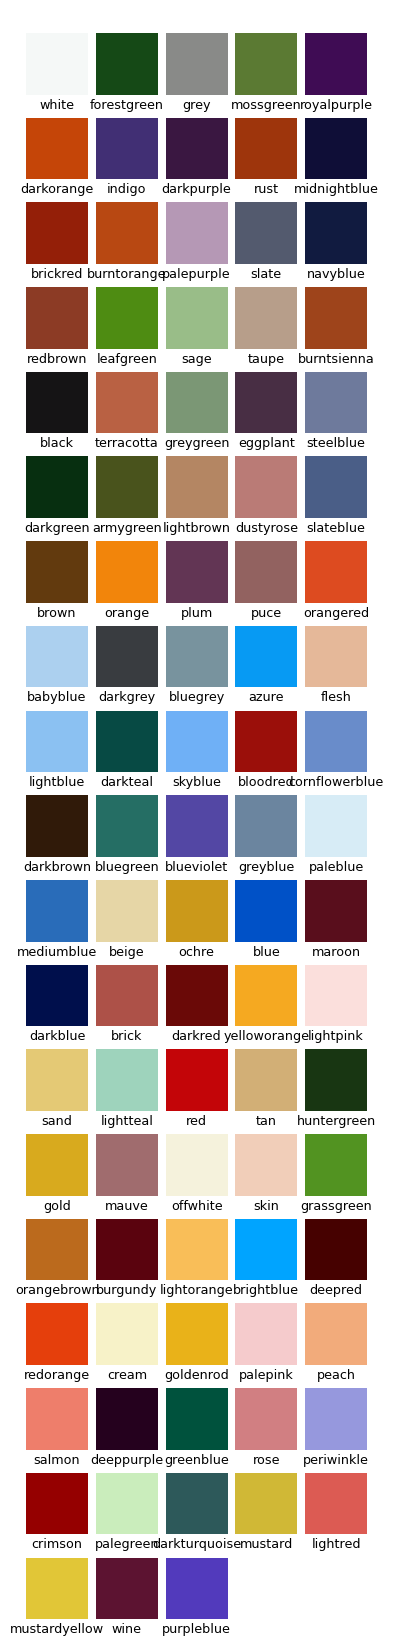 white forestgreen grey mossgreen royalpurple
darkorange indigo darkpurple rust midnightblue
brickred burntorange palepurple slate navyblue
redbrown leafgreen sage taupe burntsienna
black terracotta greygreen eggplant steelblue
darkgreen armygreen lightbrown dustyrose slateblue
brown orange plum puce orangered
babyblue darkgrey bluegrey azure flesh
lightblue darkteal skyblue bloodred cornflowerblue
darkbrown bluegreen blueviolet greyblue paleblue
mediumblue beige ochre blue maroon
darkblue brick darkred yelloworange lightpink
sand lightteal red tan huntergreen
gold mauve offwhite skin grassgreen
orangebrown burgundy lightorange brightblue deepred
redorange cream goldenrod palepink peach
salmon deeppurple greenblue rose periwinkle
crimson palegreen darkturquoise mustard lightred
mustardyellow wine purpleblue